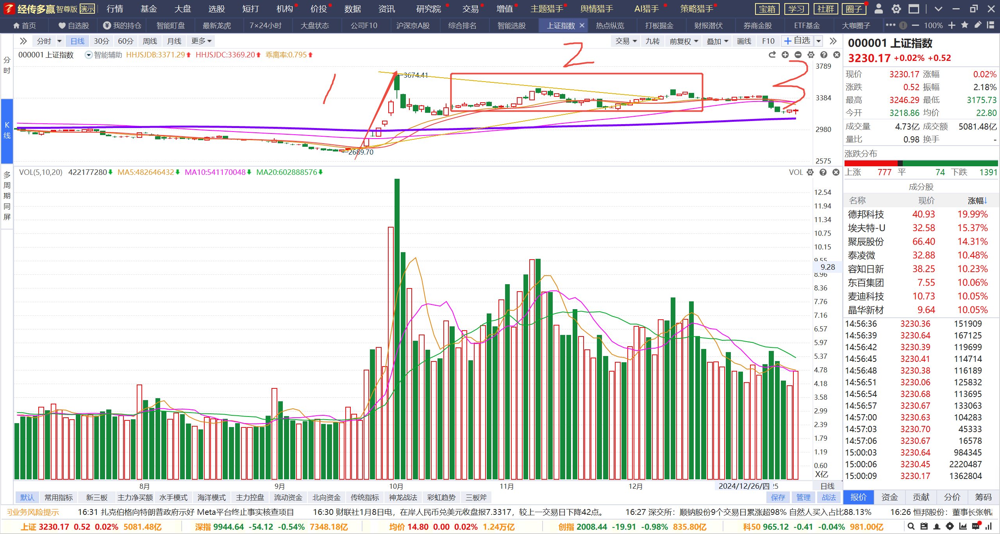 经传多赢 智尊版 演示 行情 基金 大盘 选股 短打 机构 价投 数据 资讯 研究院 交易 增值 主题猎手 舆情猎手 AI猎手 策略猎手 宝箱 学习 社群 圈子
首页 自选股 我的持仓 智能盯盘 最新龙虎 7×24小时 大盘状态 公司F10 沪深京A股 综合排名 智能选股 上证指数 热点纵览 打板掘金 财报潜伏 券商金股 ETF基金 大咖圈子 100%
分时 日线 30分 60分 周线 月线 更多 交易 九转 前复权 叠加 画线 F10 自选
000001 上证指数 智能辅助 HHJSJDB:3371.29 HHJSJDC:3369.20 乖离率:0.795
分时
K线
多周期同屏
1 2 3
3674.41
2689.70
3789
3384
2980
2575
VOL(5,10,20) 422177280 MA5:482646432 MA10:541170048 MA20:602888576 VOL
12.54
11.94
11.34
10.75
10.15
9.55
9.28
8.96
8.36
7.76
7.16
6.57
5.97
5.37
4.78
4.18
3.58
2.99
2.39
1.79
1.19
0.60
X亿
8月 9月 10月 11月 12月 2024/12/26/四 25 日线
默认 常用指标 新三板 主力净买额 水手模式 海洋模式 主力控盘 流动资金 北向资金 传统指标 神龙战法 彩虹趋势 三板斧 保存 管理 战法
000001 上证指数
3230.17 +0.02% +0.52
现价 3230.17 涨幅 0.02%
涨跌 0.52 振幅 2.18%
最高 3246.29 最低 3175.73
今开 3218.86 均价 22.80
成交量 4.73亿 成交额 5081.48亿
量比 0.98 换手 -
涨跌分布
上涨 777 平 74 下跌 1391
成分股
名称 现价 涨幅↓
德邦科技 40.93 19.99%
埃夫特-U 32.58 15.37%
聚辰股份 66.40 14.31%
泰凌微 32.88 10.48%
容知日新 38.25 10.23%
东百集团 7.55 10.06%
麦迪科技 10.73 10.05%
晶华新材 9.64 10.05%
14:56:36 3230.36 151909
14:56:39 3230.64 167125
14:56:42 3230.39 119699
14:56:45 3230.41 114714
14:56:48 3230.38 116189
14:56:51 3230.06 125832
14:56:54 3230.68 113695
14:56:57 3230.67 133063
14:57:00 3230.63 104283
14:57:03 3230.70 45333
14:57:06 3230.67 16578
15:00:03 3230.64 984345
15:00:06 3230.45 2220487
15:00:09 3230.17 1362804
报价 资金 贡献 分价 筹码
业务风险提示 16:31 扎克伯格向特朗普政府示好 Meta平台终止事实核查项目 16:30 财联社1月8日电，在岸人民币兑美元收盘报7.3317，较上一交易日下降42点。 16:27 深交所：顺钠股份9个交易日累涨超98% 自然人买入占比88.13% 16:26 恒邦股份：董事长张帆
上证 3230.17 0.52 0.02% 5081.48亿 深指 9944.64 -54.12 -0.54% 7348.18亿 均价 14.80 0.00 0.02% 1.24万亿 创指 2008.44 -19.91 -0.98% 835.80亿 科50 965.12 -0.41 -0.04% 981.00亿